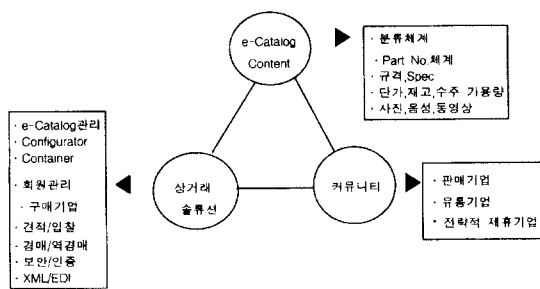 e-Catalog
Content
· 분류체계
· Part No.체계
· 규격,Spec
· 단가,재고,수주 가용량
· 사진,음성,동영상
· e-Catalog관리
· Configurator
· Container
· 회원관리
· 구매기업
· 견적/입찰
· 경매/역경매
· 보안/인증
· XML/EDI
상거래
솔류션
커뮤니티
· 판매기업
· 유통기업
· 전략적 제휴기업